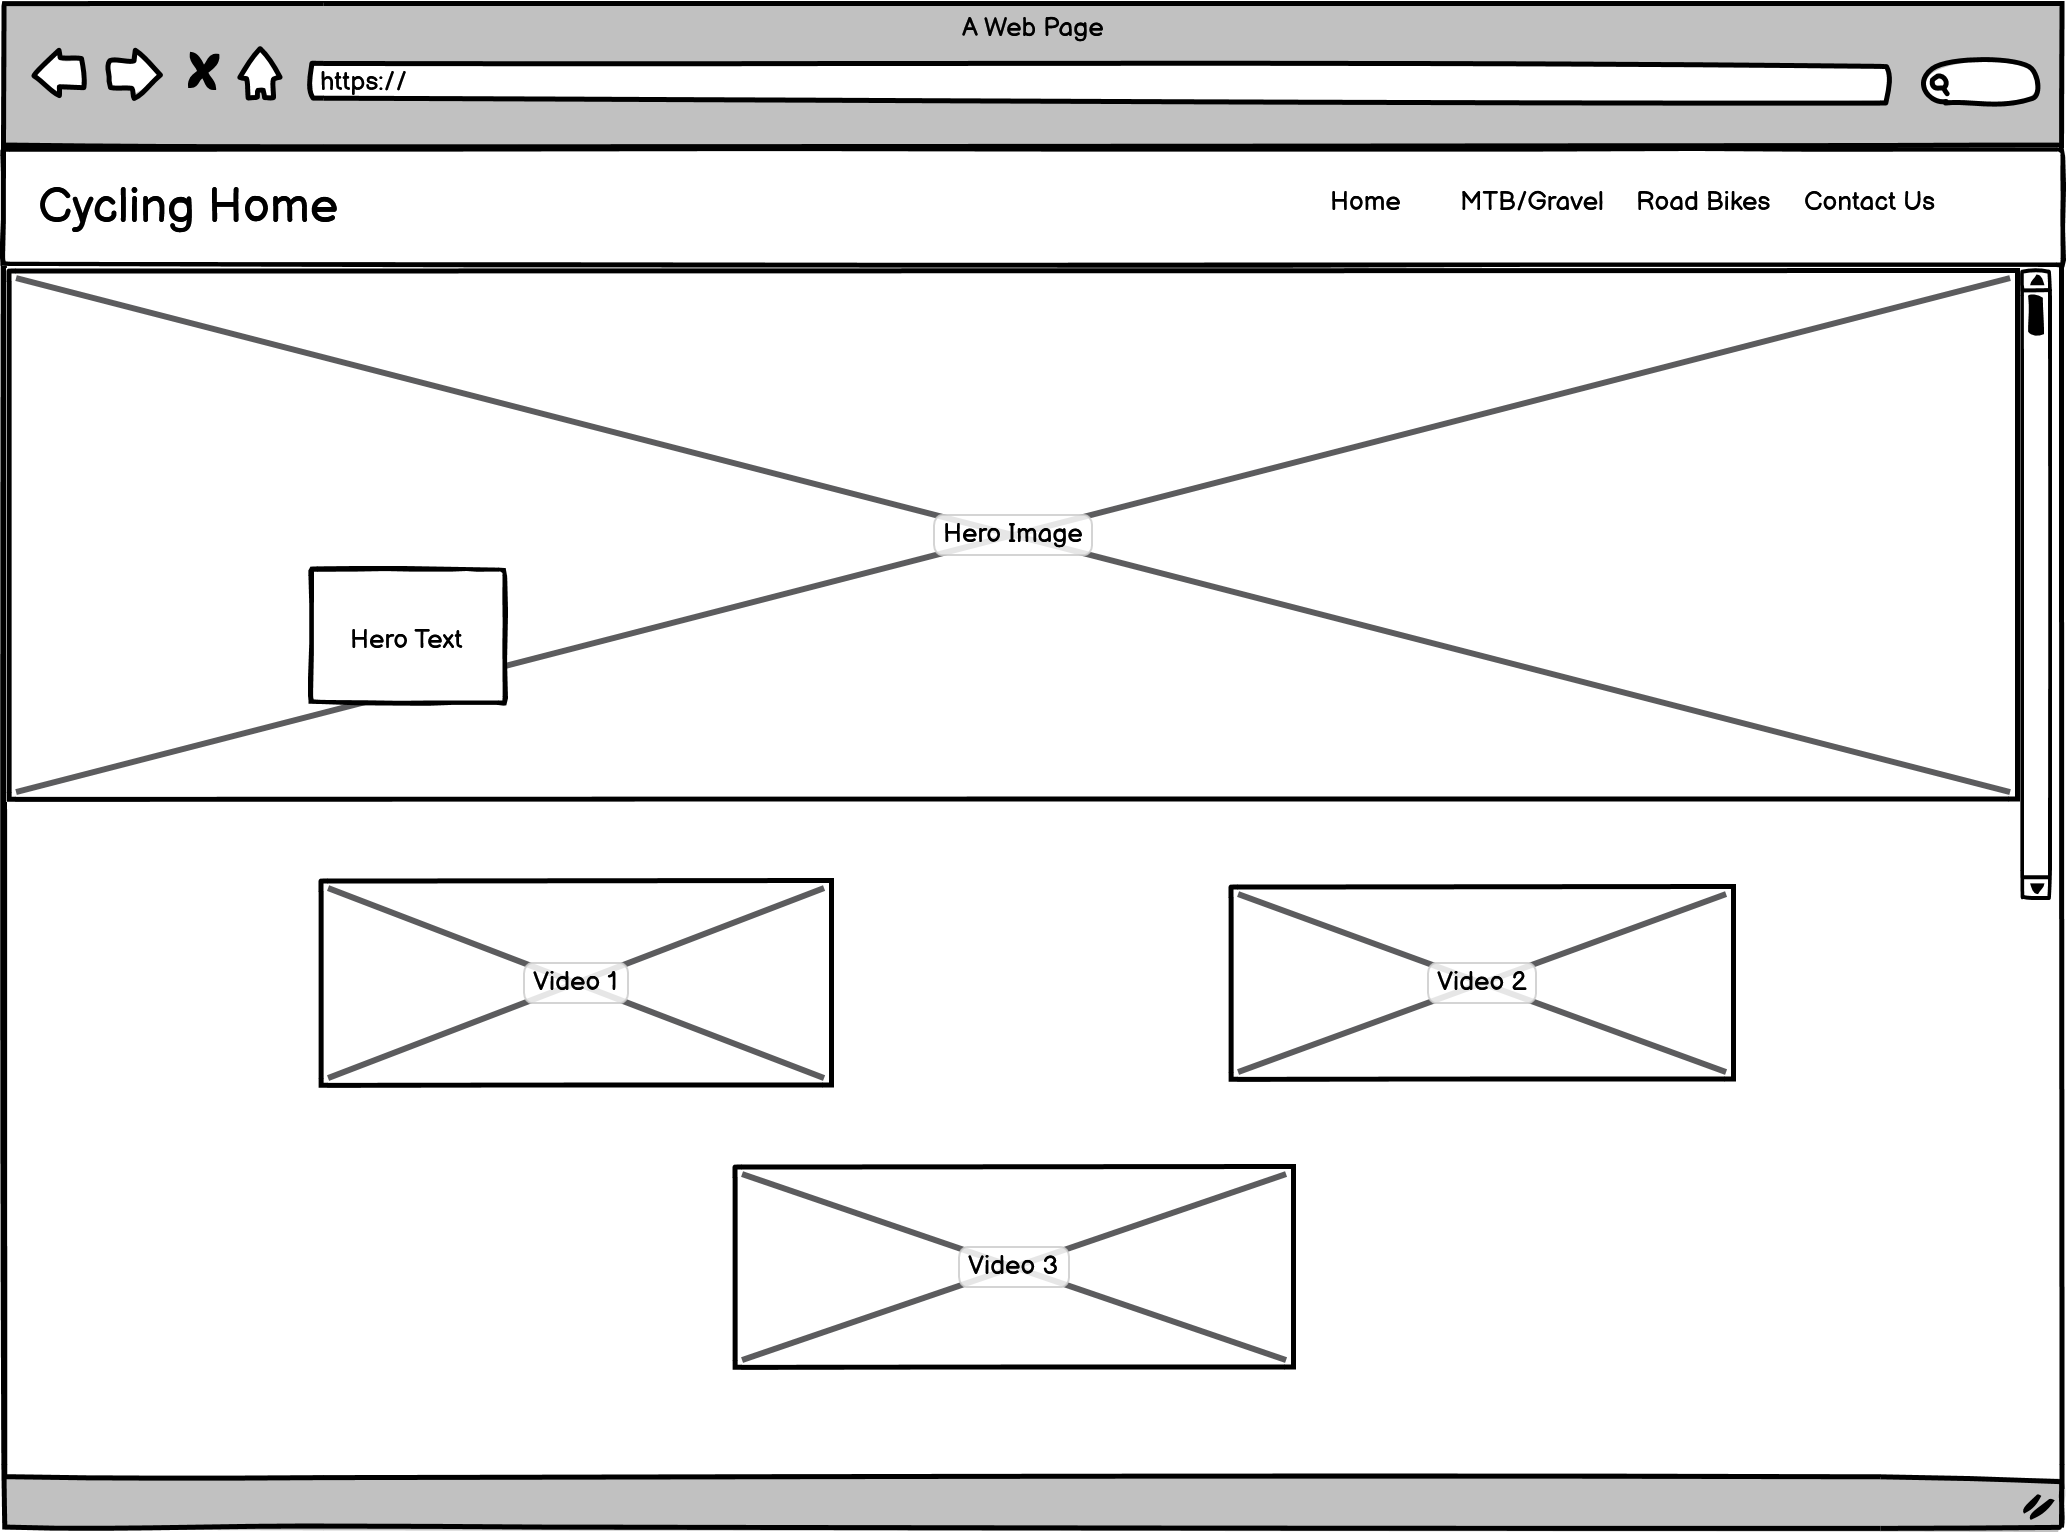 A Web Page
https://
Cycling Home
Home MTB/Gravel Road Bikes Contact Us
Hero Image
Hero Text
Video 1
Video 2
Video 3